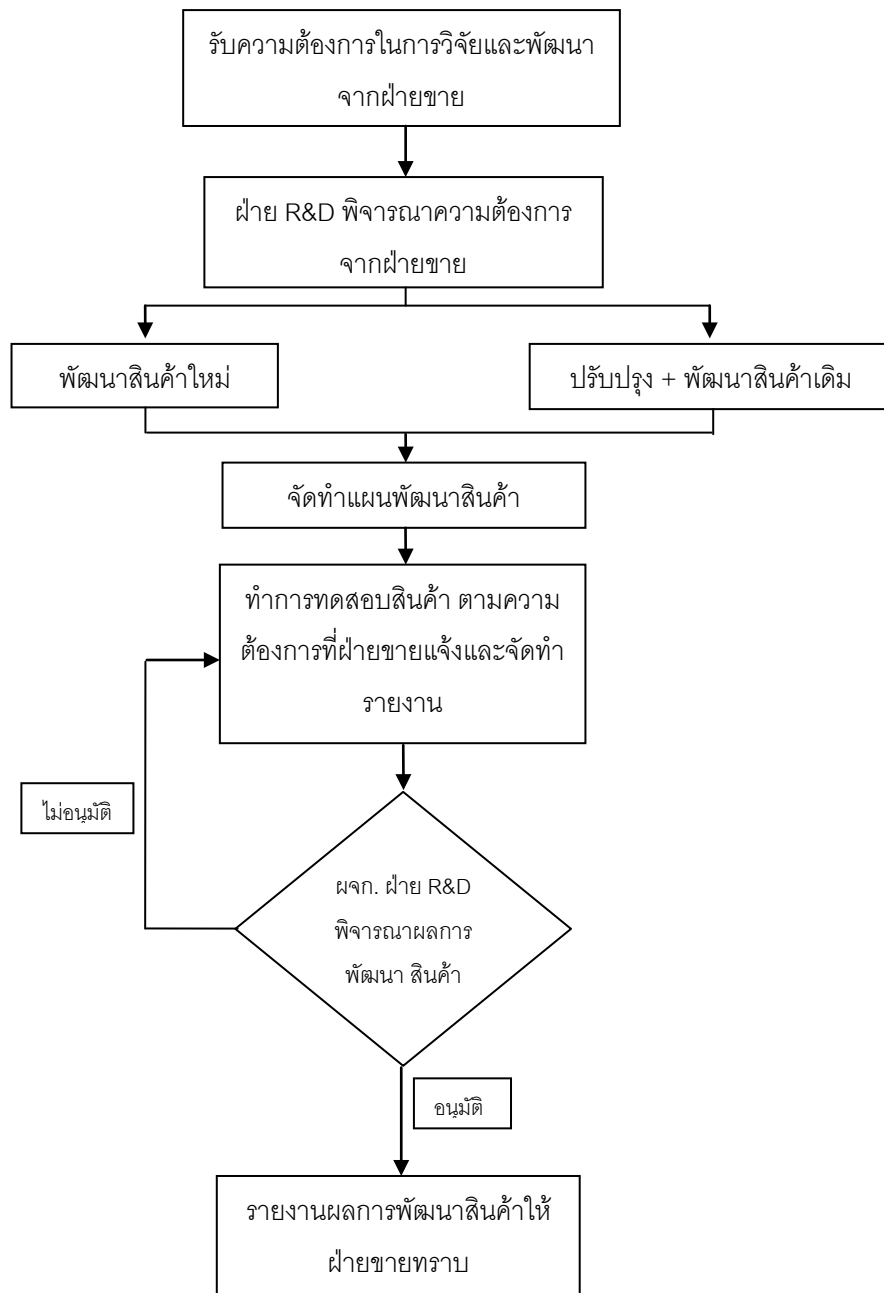 รับความต้องการในการวิจัยและพัฒนา
จากฝ่ายขาย
ฝ่าย R&D พิจารณาความต้องการ
จากฝ่ายขาย
พัฒนาสินค้าใหม่
ปรับปรุง + พัฒนาสินค้าเดิม
จัดทำแผนพัฒนาสินค้า
ทำการทดสอบสินค้า ตามความ
ต้องการที่ฝ่ายขายแจ้งและจัดทำ
รายงาน
ไม่อนุมัติ
ผจก. ฝ่าย R&D
พิจารณาผลการ
พัฒนา สินค้า
อนุมัติ
รายงานผลการพัฒนาสินค้าให้
ฝ่ายขายทราบ